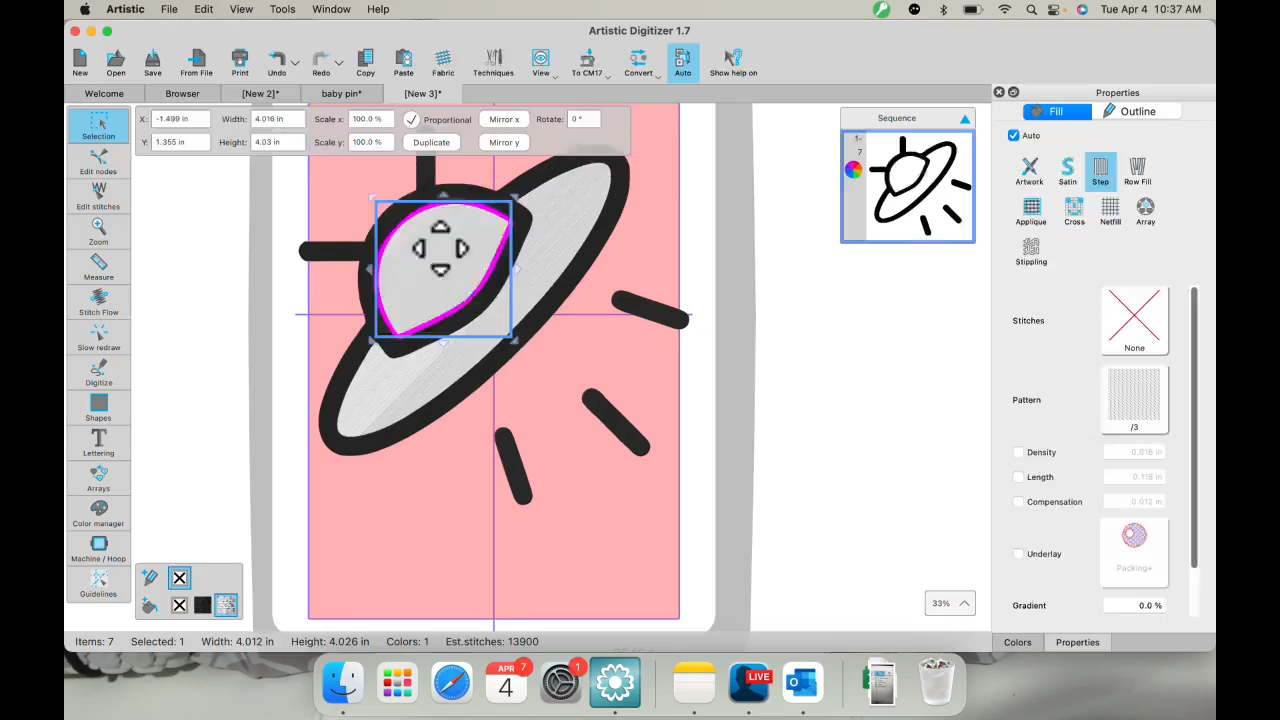 Artistic File Edit View Tools Window Help Tue Apr 4 10:37 AM
Artistic Digitizer 1.7
New Open Save From File Print Undo Redo Copy Paste Fabric Techniques View To CM17 Convert Auto Show help on
Welcome Browser [New 2]* baby pin* [New 3]*
Properties
X: -1.499 in Width: 4.016 in Scale x: 100.0 % Proportional Mirror x Rotate: 0 °
Y: 1.355 in Height: 4.03 in Scale y: 100.0 % Duplicate Mirror y
Selection
Edit nodes
Edit stitches
Zoom
Measure
Stitch Flow
Slow redraw
Digitize
Shapes
Lettering
Arrays
Color manager
Machine / Hoop
Guidelines
Sequence
1-
7
33%
Fill Outline
Auto
Artwork Satin Step Row Fill
Applique Cross Netfill Array
Stippling
Stitches
None
Pattern
/3
Density 0.016 in
Length 0.118 in
Compensation 0.012 in
Underlay
Packing+
Gradient 0.0 %
Colors Properties
Items: 7 Selected: 1 Width: 4.012 in Height: 4.026 in Colors: 1 Est.stitches: 13900
APR 7
4
1
LIVE